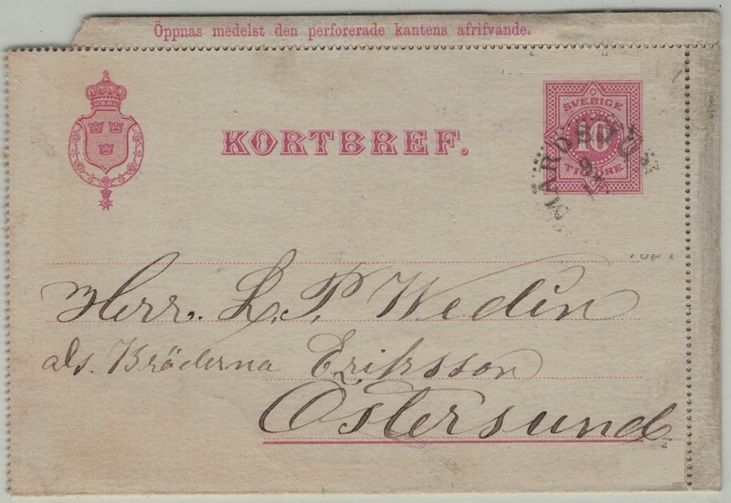 Öppnas medelst den perforerade kantens afrifvande.
KORTBREF.
SVERIGE
10
TIO ÖRE
Herr. L. P. Wedin
Bröderna Eriksson
Östersund